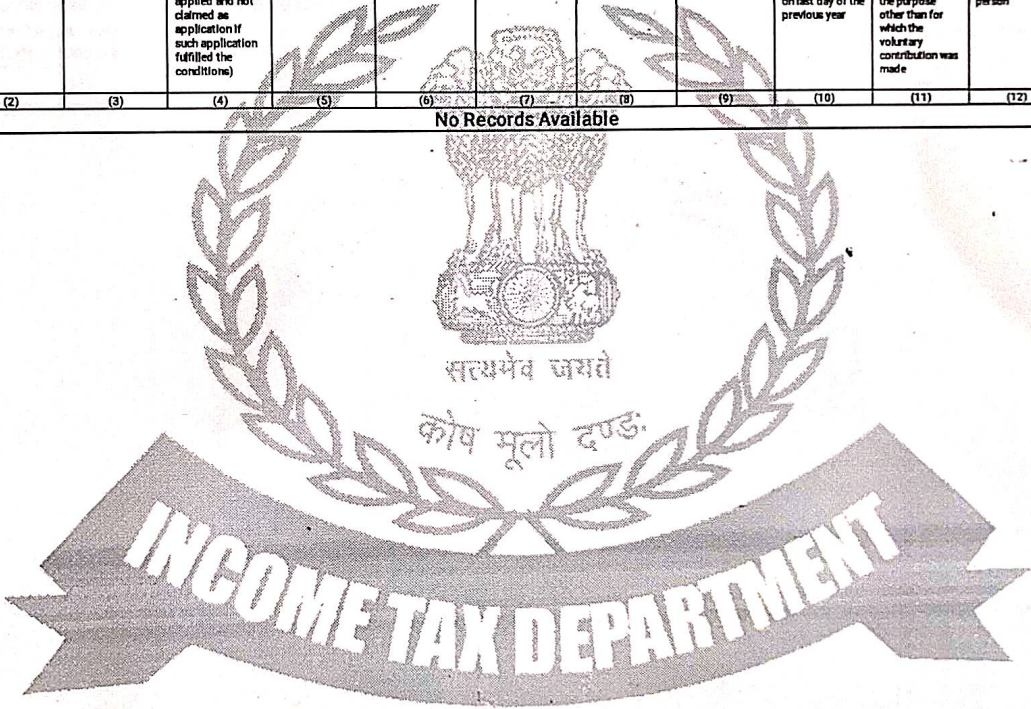 applied and not
claimed as
application if
such application
fulfilled the
conditions)
on last day of the
previous year
the purpose
other than for
which the
voluntary
contribution was
made
person
(2) (3) (4) (5) (6) (7) (8) (9) (10) (11) (12)
No Records Available
सत्यमेव जयते
कोष मूलो दण्डः
INCOME TAX DEPARTMENT